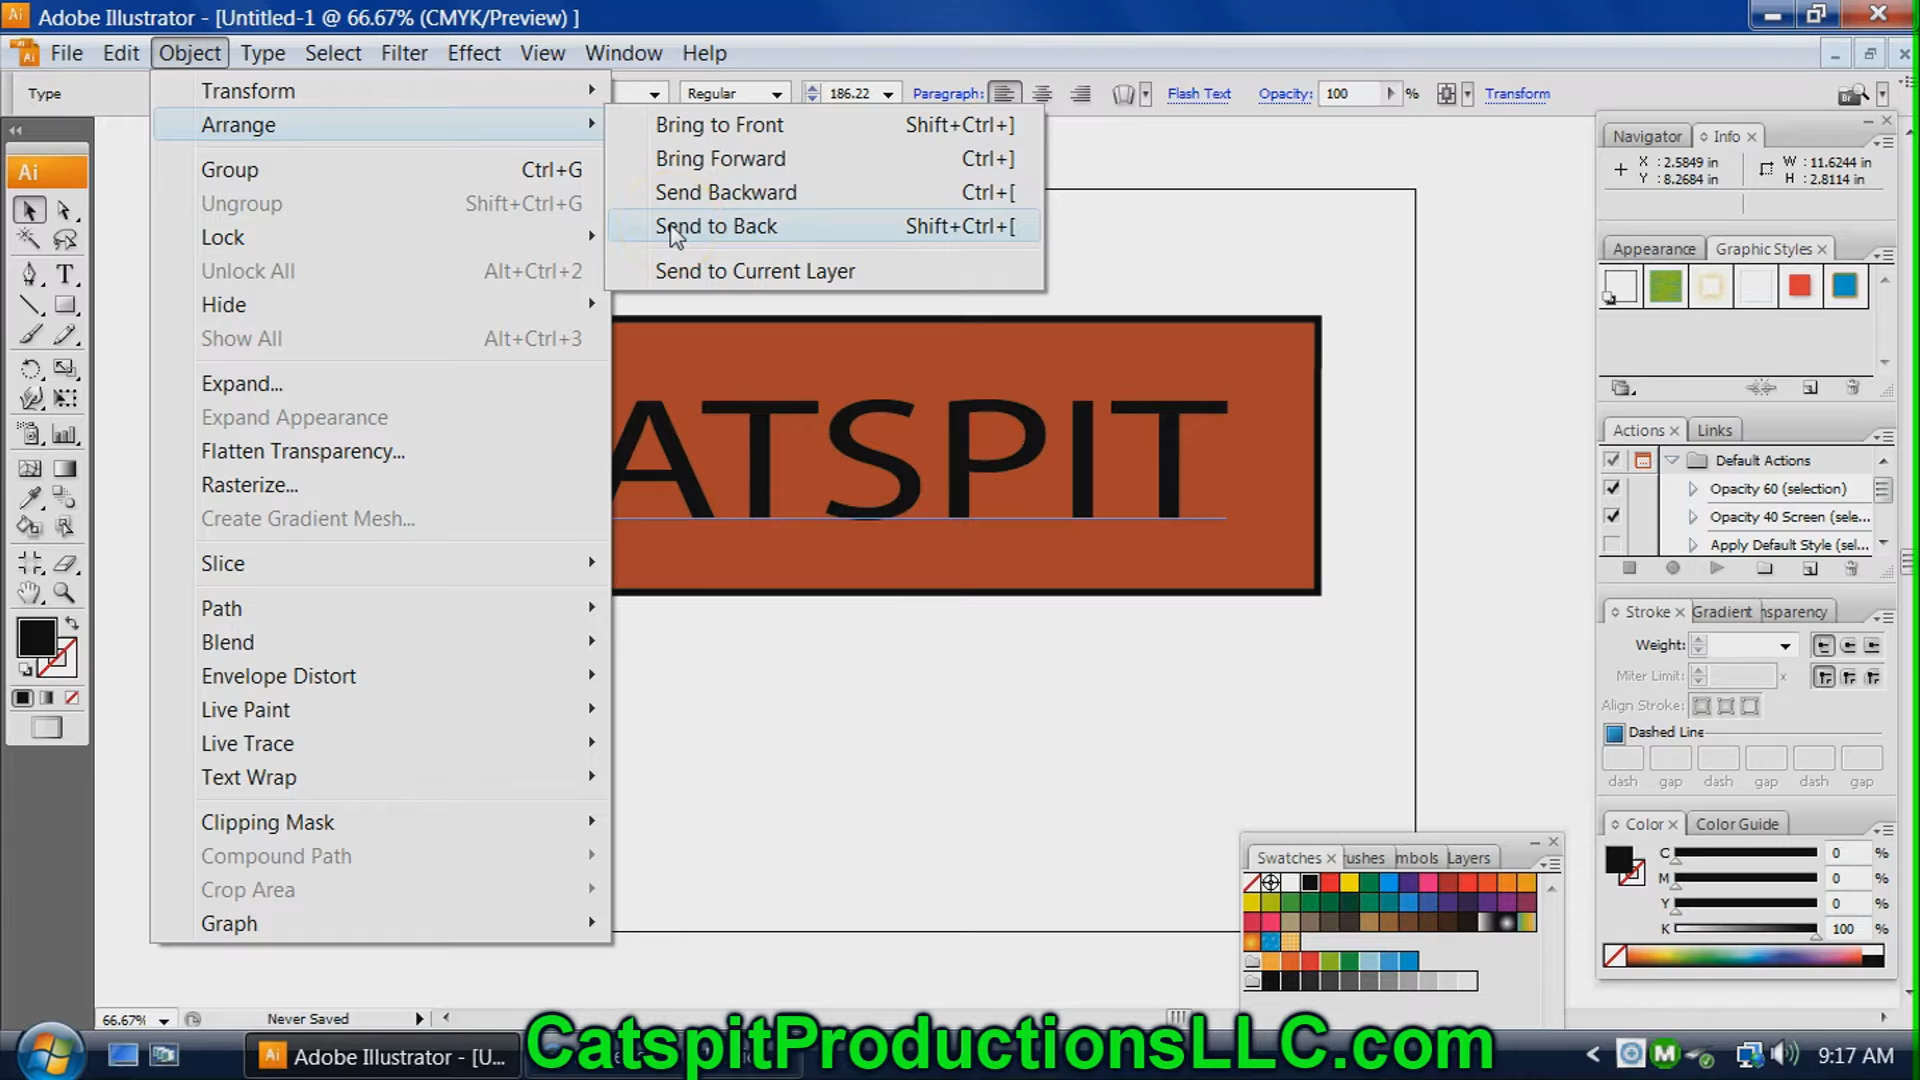 Adobe Illustrator - [Untitled-1 @ 66.67% (CMYK/Preview) ]
File Edit Object Type Select Filter Effect View Window Help
Type
Regular 186.22 Paragraph: Flash Text Opacity: 100 % Transform
Transform
Arrange
Group Ctrl+G
Ungroup Shift+Ctrl+G
Lock
Unlock All Alt+Ctrl+2
Hide
Show All Alt+Ctrl+3
Expand...
Expand Appearance
Flatten Transparency...
Rasterize...
Create Gradient Mesh...
Slice
Path
Blend
Envelope Distort
Live Paint
Live Trace
Text Wrap
Clipping Mask
Compound Path
Crop Area
Graph
Bring to Front Shift+Ctrl+]
Bring Forward Ctrl+]
Send Backward Ctrl+[
Send to Back Shift+Ctrl+[
Send to Current Layer
ATSPIT
Navigator Info
X : 2.5849 in W : 11.6244 in
Y : 8.2684 in H : 2.8114 in
Appearance Graphic Styles
Actions Links
Default Actions
Opacity 60 (selection)
Opacity 40 Screen (sele...
Apply Default Style (sel...
Stroke Gradient nsparency
Weight:
Miter Limit: x
Align Stroke:
Dashed Line
dash gap dash gap dash gap
Color Color Guide
C 0 %
M 0 %
Y 0 %
K 100 %
Swatches rushes mbols Layers
66.67% Never Saved
Adobe Illustrator - [U...
CatspitProductionsLLC.com
9:17 AM